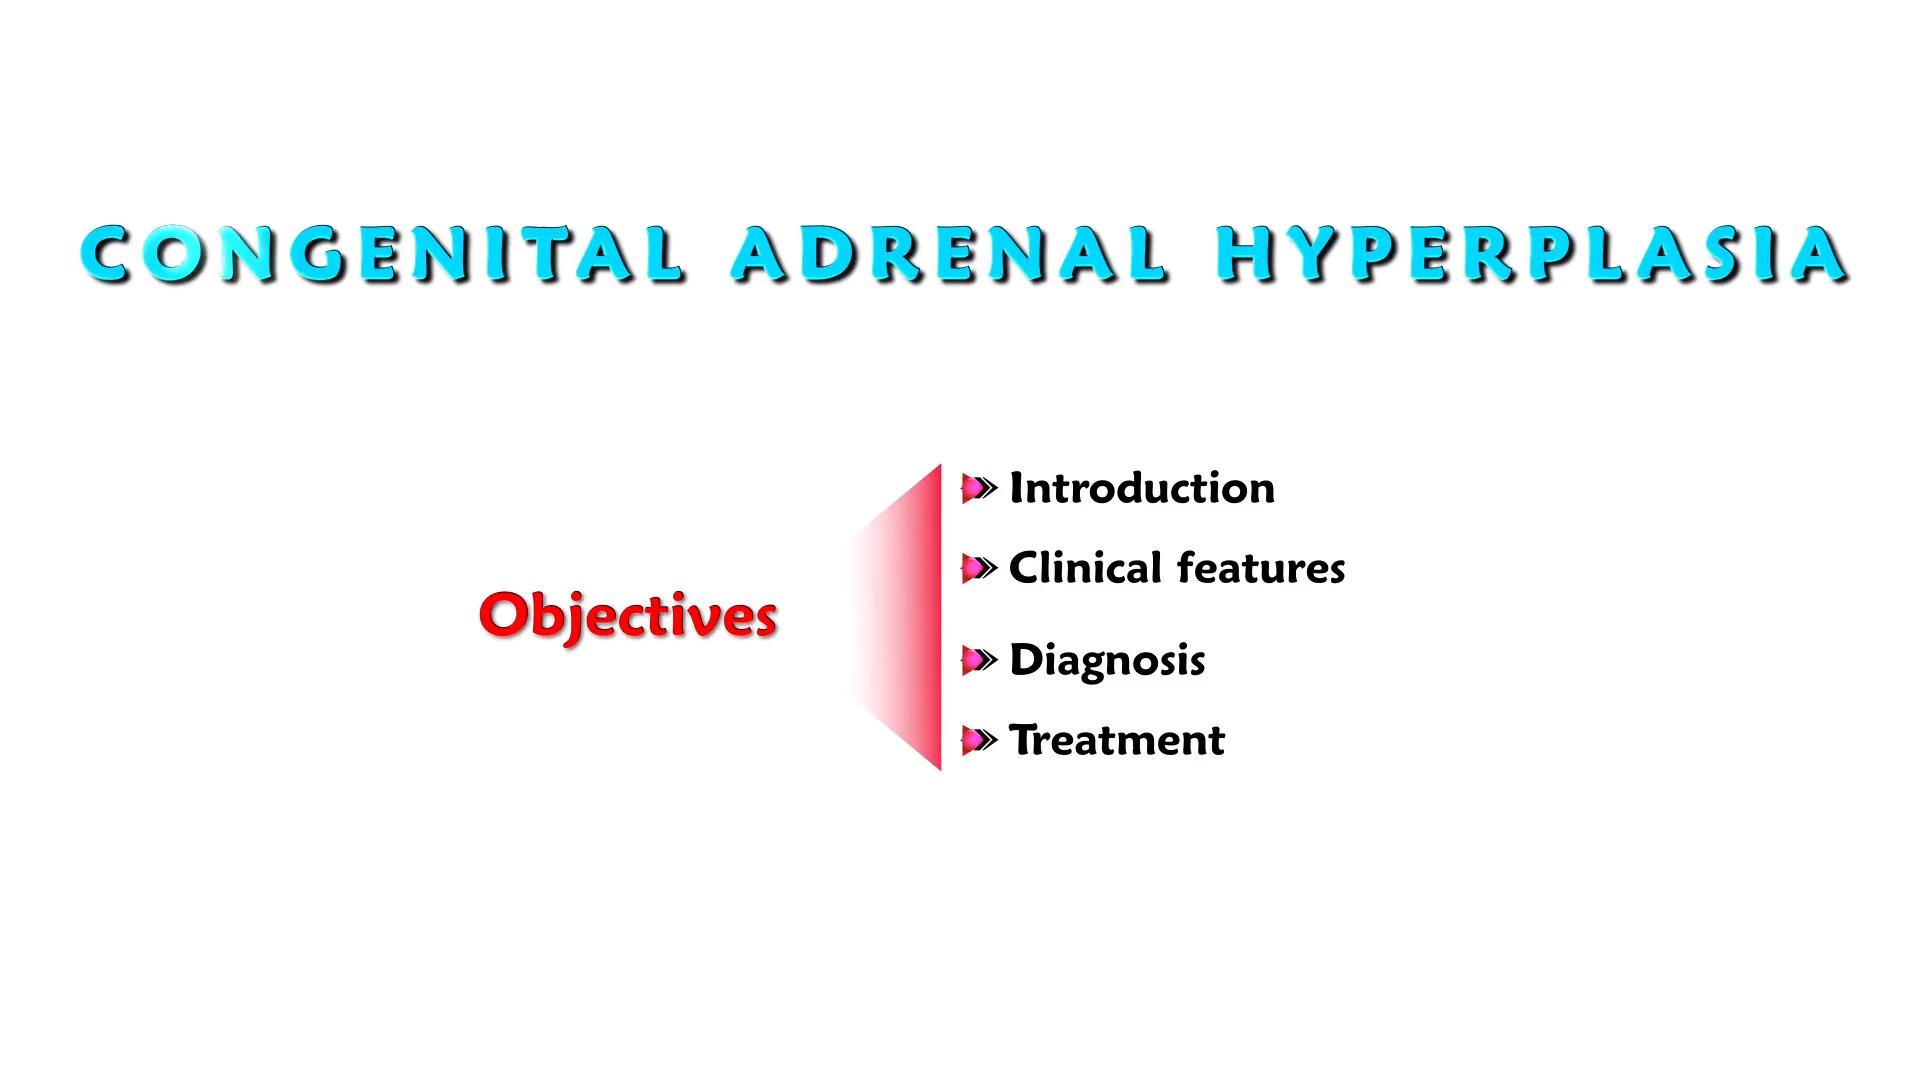 CONGENITAL ADRENAL HYPERPLASIA
Objectives
Introduction
Clinical features
Diagnosis
Treatment